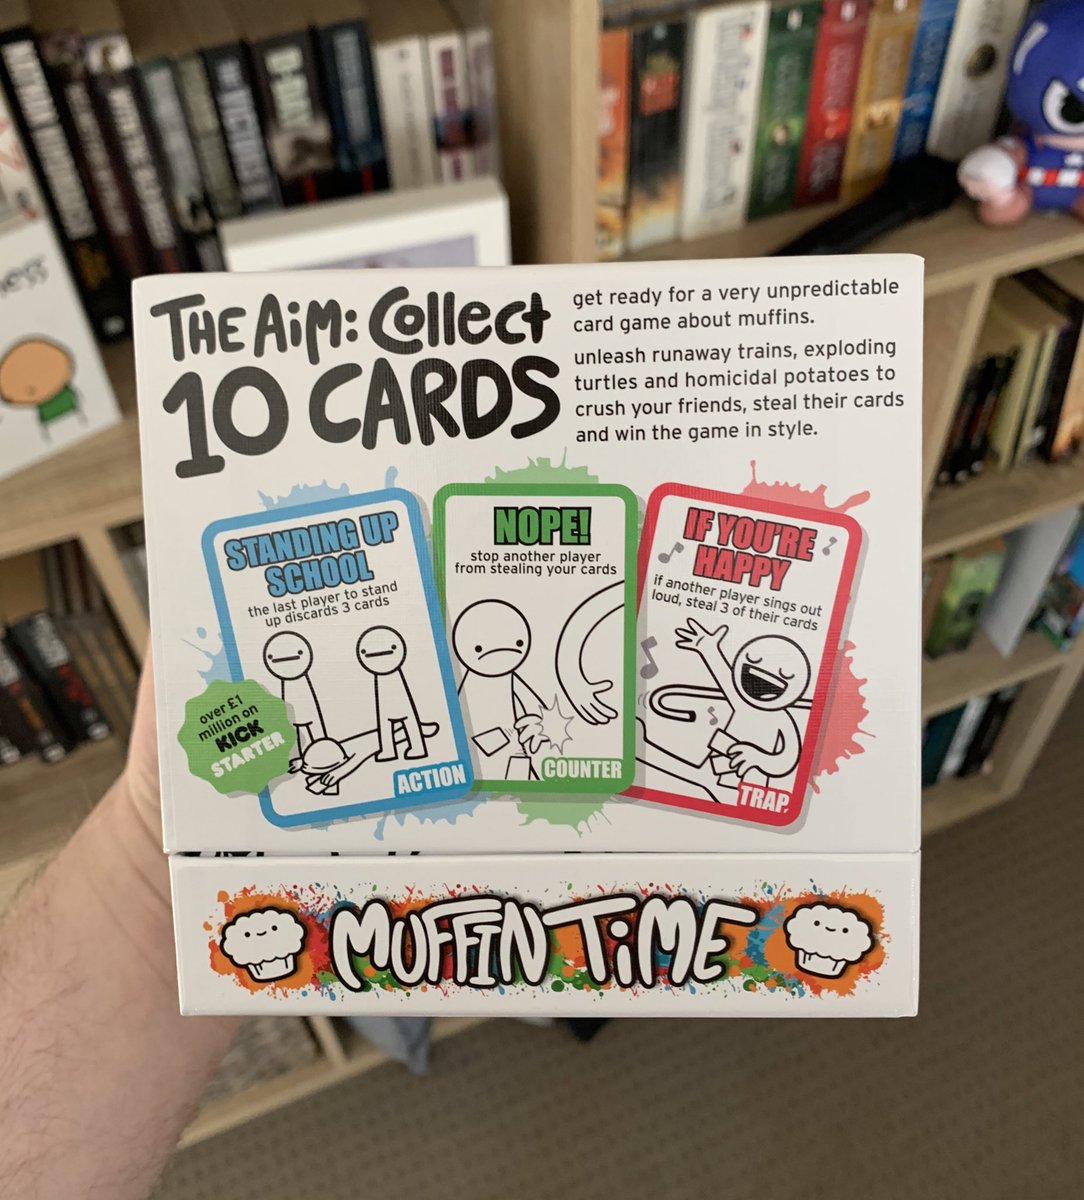 THE AIM: COLLECT
10 CARDS
get ready for a very unpredictable
card game about muffins.
unleash runaway trains, exploding
turtles and homicidal potatoes to
crush your friends, steal their cards
and win the game in style.
STANDING UP
SCHOOL
the last player to stand
up discards 3 cards
ACTION
NOPE!
stop another player
from stealing your cards
COUNTER
IF YOU'RE
HAPPY
if another player sings out
loud, steal 3 of their cards
TRAP
over £1
million on
KICK
STARTER
MUFFIN TIME